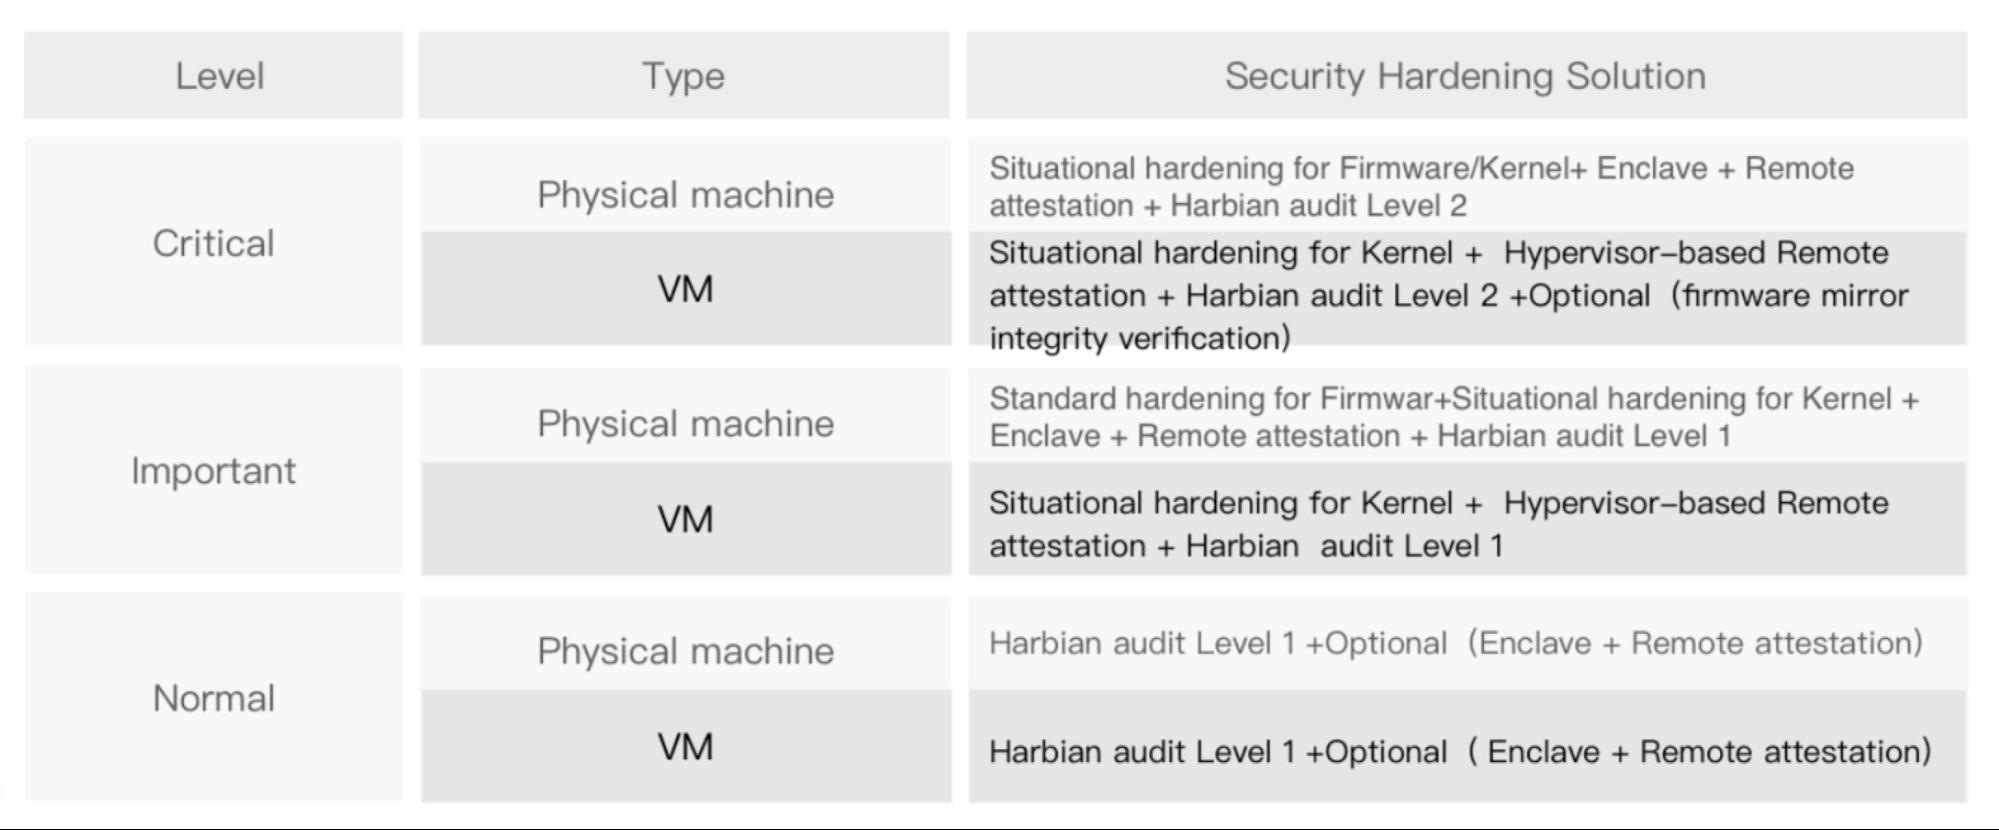 Level
Type
Security Hardening Solution
Critical
Physical machine
Situational hardening for Firmware/Kernel+ Enclave + Remote
attestation + Harbian audit Level 2
VM
Situational hardening for Kernel +  Hypervisor–based Remote
attestation + Harbian audit Level 2 +Optional（firmware mirror
integrity verification）
Important
Physical machine
Standard hardening for Firmwar+Situational hardening for Kernel +
Enclave + Remote attestation + Harbian audit Level 1
VM
Situational hardening for Kernel +  Hypervisor–based Remote
attestation + Harbian  audit Level 1
Normal
Physical machine
Harbian audit Level 1 +Optional（Enclave + Remote attestation）
VM
Harbian audit Level 1 +Optional（ Enclave + Remote attestation）